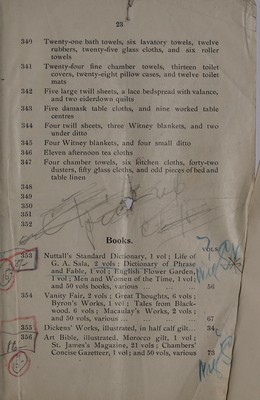 23
340 Twenty-one bath towels, six lavatory towels, twelve
rubbers, twenty-five glass cloths, and six roller
towels
341 Twenty-four fine chamber towels, thirteen toilet
covers, twenty-eight pillow cases, and twelve toilet
mats
342 Five large twill sheets, a lace bedspread with valance,
and two eiderdown quilts
343 Five damask table cloths, and nine worked table
centres
344 Four twill sheets, three Witney blankets, and two
under ditto
345 Four Witney blankets, and four small ditto
346 Eleven afternoon tea cloths
347 Four chamber towels, six kitchen cloths, forty-two
dusters, fifty glass cloths, and odd pieces of bed and
table linen
348
349
350
351
352
Books.
VOLS.
353 Nuttall's Standard Dictionary, 1 vol; Life of
G. A. Sala, 2 vols; Dictionary of Phrase
and Fable, 1 vol; English Flower Garden,
1 vol; Men and Women of the Time, 1 vol;
and 50 vols books, various ... ... 56
354 Vanity Fair, 2 vols; Great Thoughts, 6 vols;
Byron's Works, 1 vol; Tales from Black-
wood, 6 vols; Macaulay's Works, 2 vols;
and 50 vols, various ... ... 67
355 Dickens' Works, illustrated, in half calf gilt... 34
356 Art Bible, illustrated, Morocco gilt, 1 vol;
St. James's Magazine, 21 vols; Chambers'
Concise Gazetteer, 1 vol; and 50 vols, various 73